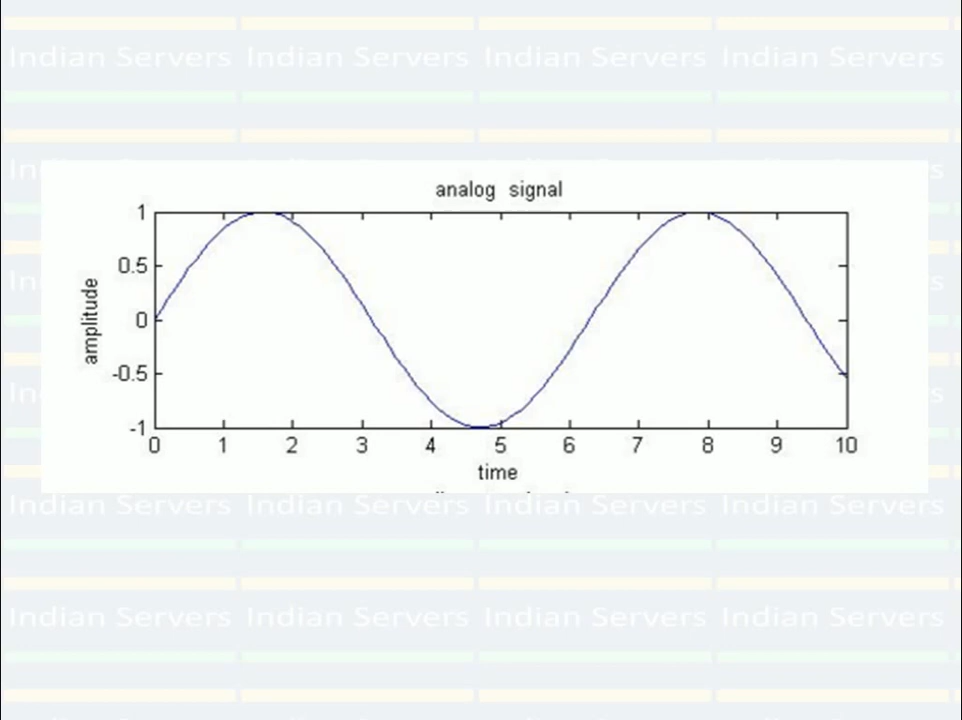 Indian Servers Indian Servers Indian Servers Indian Servers
analog signal
1
0.5
0
-0.5
-1
amplitude
0 1 2 3 4 5 6 7 8 9 10
time
Indian Servers Indian Servers Indian Servers Indian Servers
Indian Servers Indian Servers Indian Servers Indian Servers